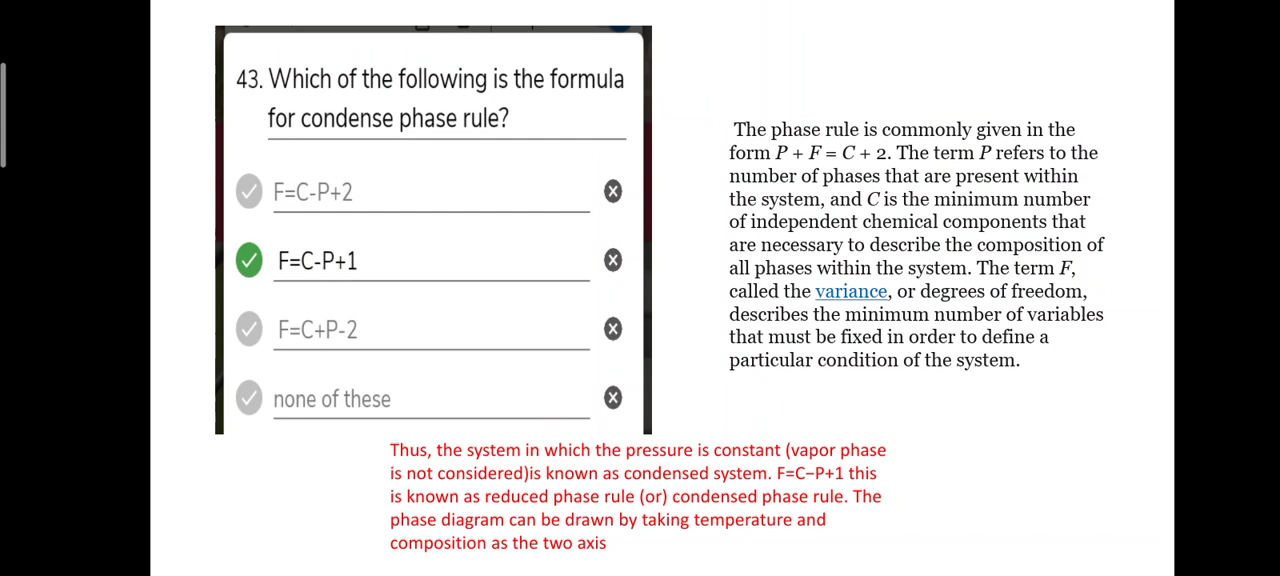 43. Which of the following is the formula
for condense phase rule?
F=C-P+2
F=C-P+1
F=C+P-2
none of these
The phase rule is commonly given in the
form P + F = C + 2. The term P refers to the
number of phases that are present within
the system, and C is the minimum number
of independent chemical components that
are necessary to describe the composition of
all phases within the system. The term F,
called the variance, or degrees of freedom,
describes the minimum number of variables
that must be fixed in order to define a
particular condition of the system.
Thus, the system in which the pressure is constant (vapor phase
is not considered)is known as condensed system. F=C−P+1 this
is known as reduced phase rule (or) condensed phase rule. The
phase diagram can be drawn by taking temperature and
composition as the two axis